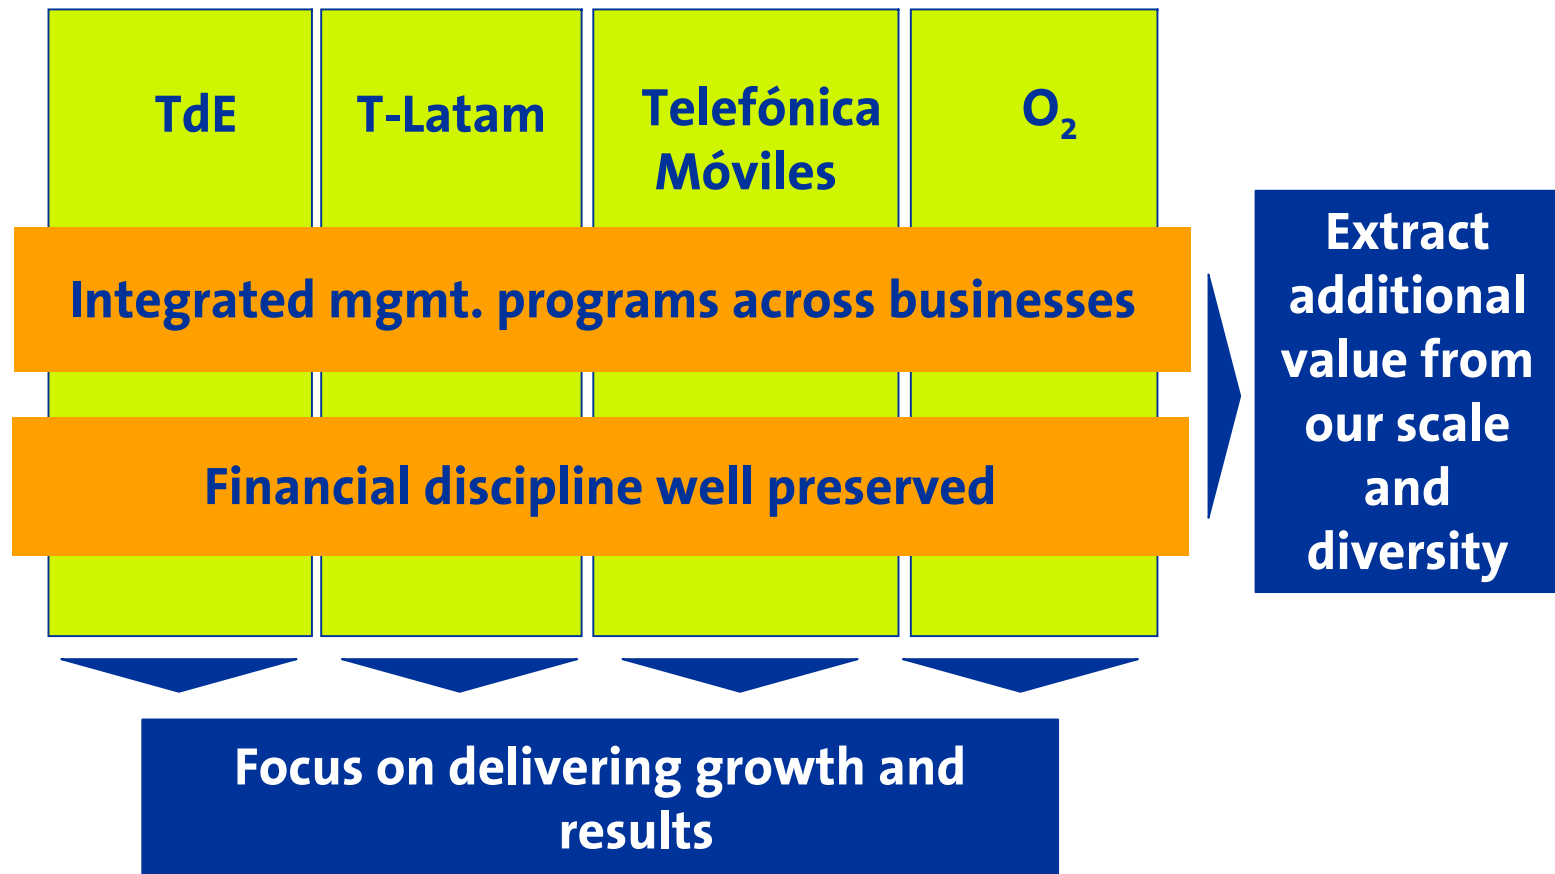 TdE
T-Latam
Telefónica
Móviles
O₂
Integrated mgmt. programs across businesses
Financial discipline well preserved
Extract
additional
value from
our scale
and
diversity
Focus on delivering growth and
results